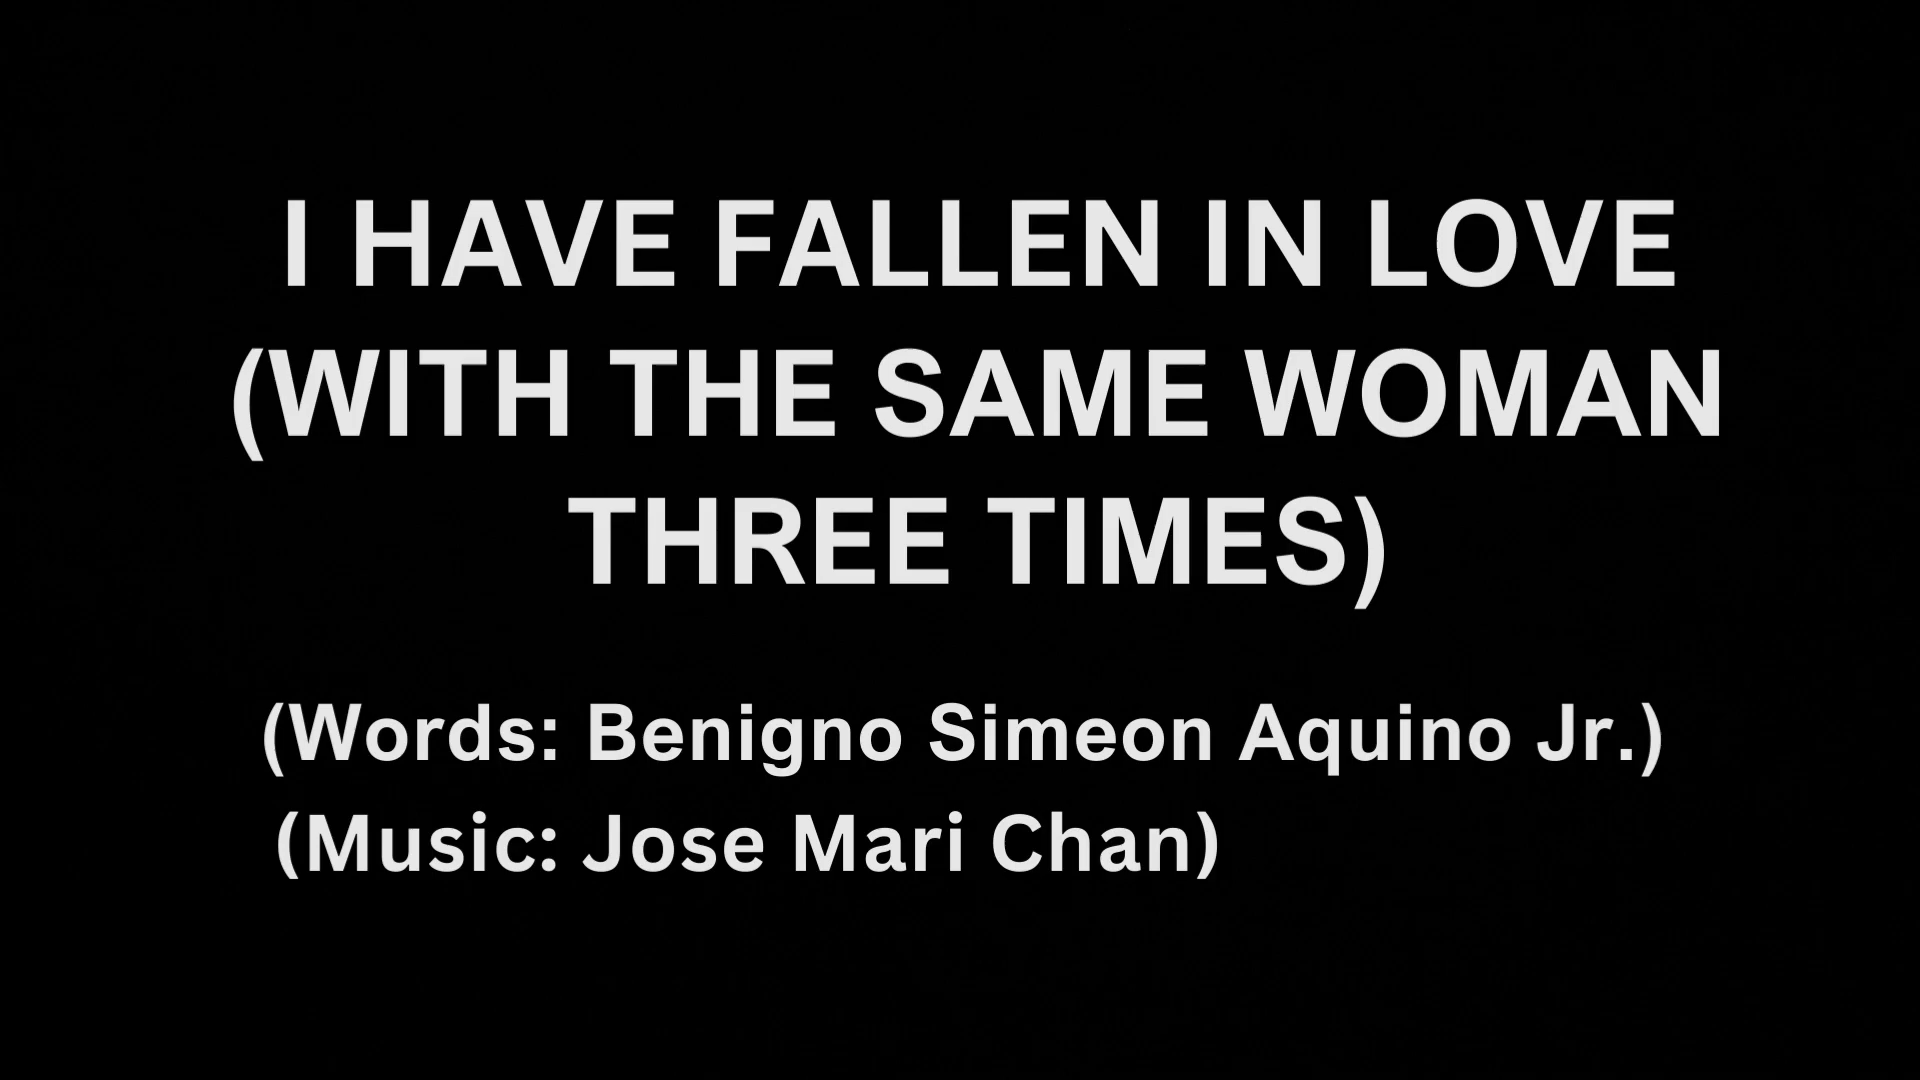 I HAVE FALLEN IN LOVE
(WITH THE SAME WOMAN
THREE TIMES)
(Words: Benigno Simeon Aquino Jr.)
(Music: Jose Mari Chan)